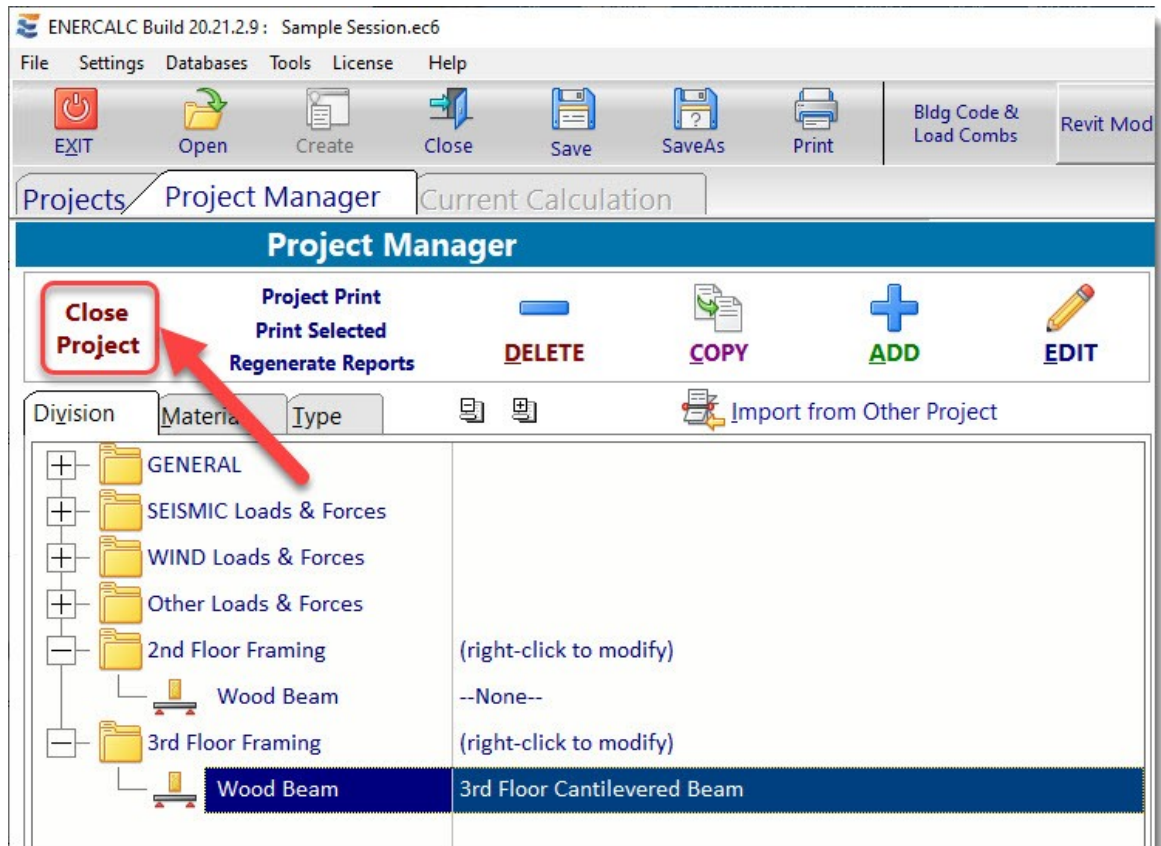 ENERCALC Build 20.21.2.9 : Sample Session.ec6
File Settings Databases Tools License Help
EXIT Open Create Close Save SaveAs Print Bldg Code & Load Combs Revit Mod
Projects Project Manager Current Calculation
Project Manager
Close Project
Project Print
Print Selected
Regenerate Reports
DELETE COPY ADD EDIT
Division Materia Type Import from Other Project
GENERAL
SEISMIC Loads & Forces
WIND Loads & Forces
Other Loads & Forces
2nd Floor Framing (right-click to modify)
Wood Beam --None--
3rd Floor Framing (right-click to modify)
Wood Beam 3rd Floor Cantilevered Beam